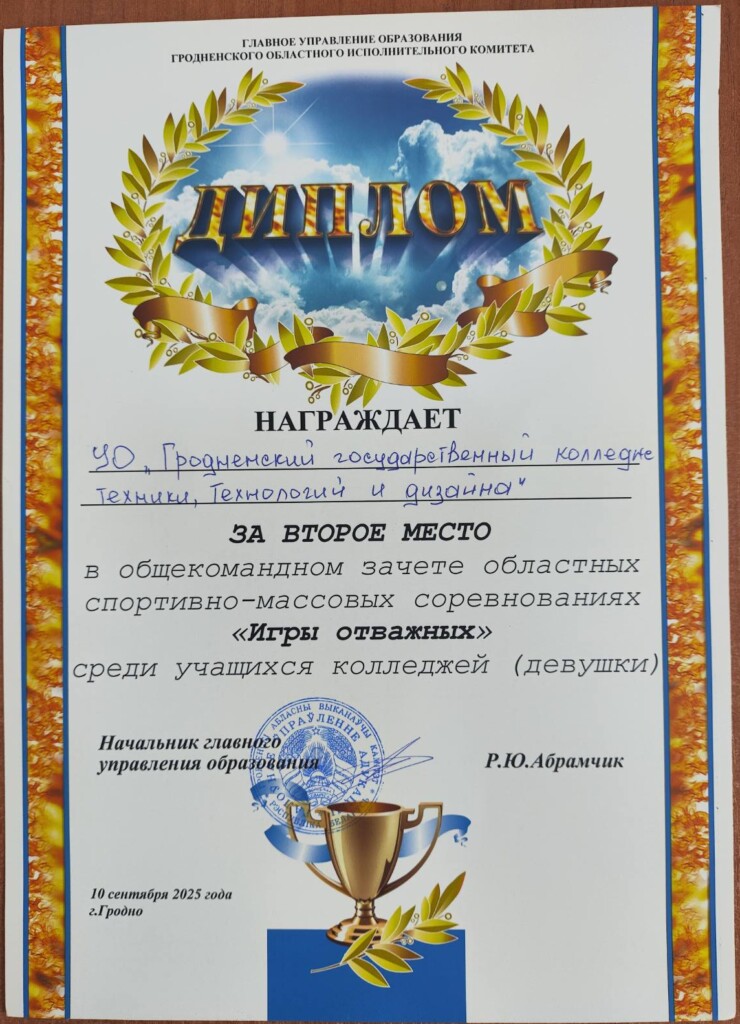 ГЛАВНОЕ УПРАВЛЕНИЕ ОБРАЗОВАНИЯ
ГРОДНЕНСКОГО ОБЛАСТНОГО ИСПОЛНИТЕЛЬНОГО КОМИТЕТА
ДИПЛОМ
НАГРАЖДАЕТ
УО „Гродненский государственный колледж
техники, технологий и дизайна"
ЗА ВТОРОЕ МЕСТО
в общекомандном зачете областных
спортивно-массовых соревнованиях
«Игры отважных»
среди учащихся колледжей (девушки)
Начальник главного
управления образования
Р.Ю.Абрамчик
10 сентября 2025 года
г.Гродно